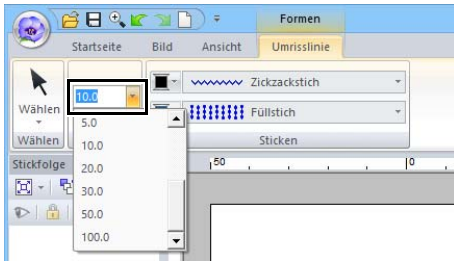 Formen
Startseite Bild Ansicht Umrisslinie
Wählen
10.0
Zickzackstich
Füllstich
Wählen
Sticken
5.0
10.0
20.0
30.0
50.0
100.0
Stickfolge
50
0